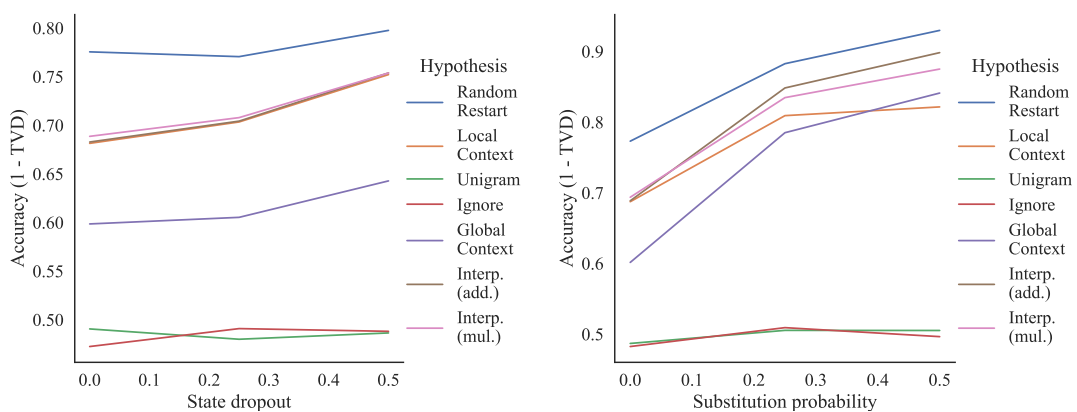 0.80
0.75
0.70
0.65
0.60
0.55
0.50
Accuracy (1 - TVD)
0.0 0.1 0.2 0.3 0.4 0.5
State dropout
Hypothesis
Random
Restart
Local
Context
Unigram
Ignore
Global
Context
Interp.
(add.)
Interp.
(mul.)
0.9
0.8
0.7
0.6
0.5
Accuracy (1 - TVD)
0.0 0.1 0.2 0.3 0.4 0.5
Substitution probability
Hypothesis
Random
Restart
Local
Context
Unigram
Ignore
Global
Context
Interp.
(add.)
Interp.
(mul.)